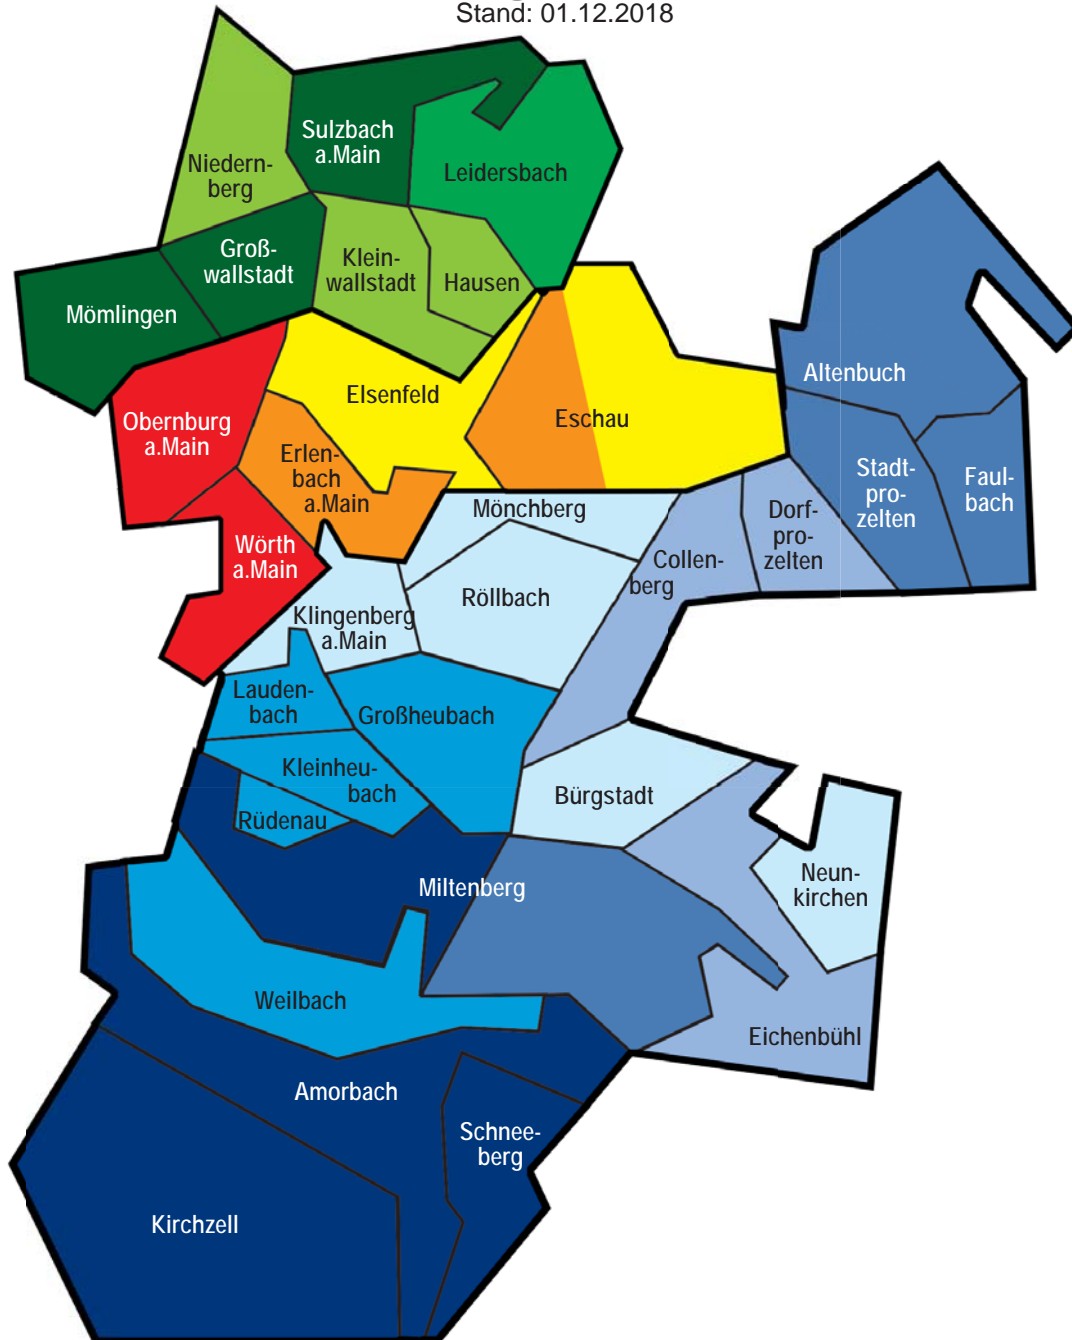 Stand: 01.12.2018
Sulzbach
a.Main
Niedern-
berg
Leidersbach
Groß-
wallstadt
Klein-
wallstadt
Hausen
Mömlingen
Altenbuch
Elsenfeld
Eschau
Obernburg
a.Main
Erlen-
bach
a.Main
Stadt-
pro-
zelten
Faul-
bach
Mönchberg
Dorf-
pro-
zelten
Wörth
a.Main
Collen-
berg
Röllbach
Klingenberg
a.Main
Lauden-
bach
Großheubach
Kleinheu-
bach
Bürgstadt
Rüdenau
Miltenberg
Neun-
kirchen
Weilbach
Eichenbühl
Amorbach
Schnee-
berg
Kirchzell